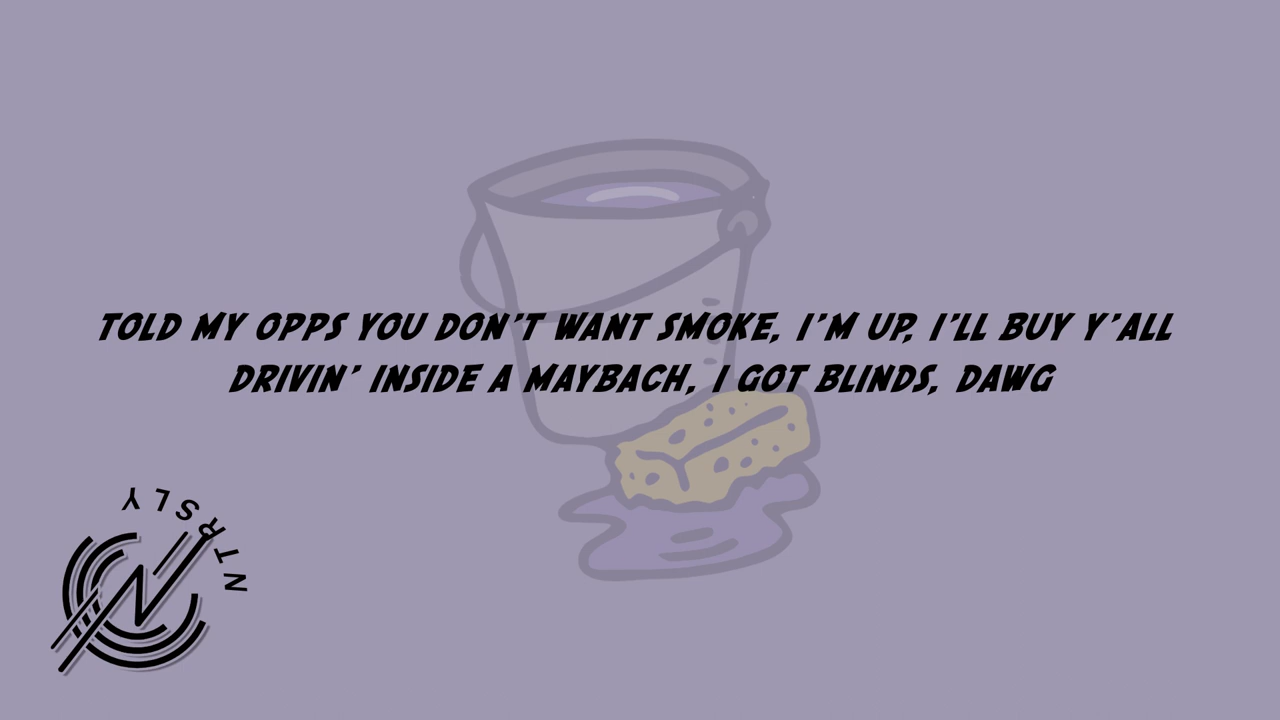 TOLD MY OPPS YOU DON'T WANT SMOKE, I'M UP, I'LL BUY Y'ALL
DRIVIN' INSIDE A MAYBACH, I GOT BLINDS, DAWG
NTRSLY